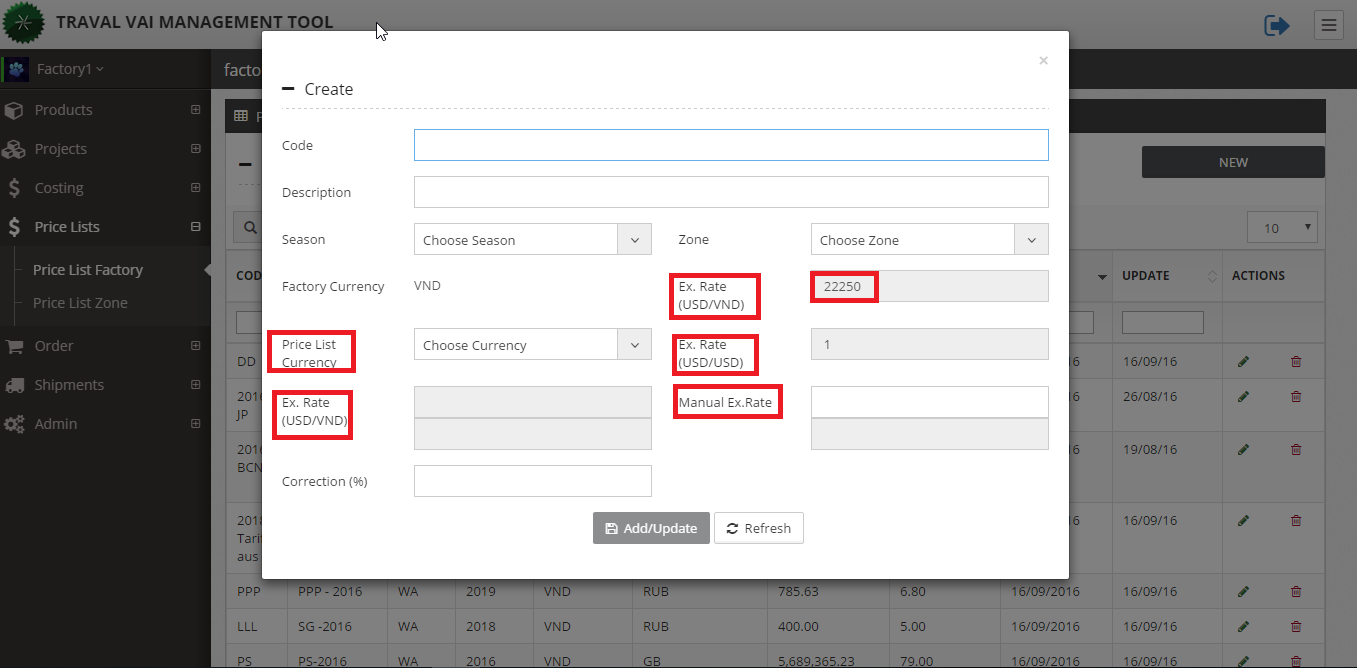 TRAVAL VAI MANAGEMENT TOOL
Factory1
Products
Projects
Costing
Price Lists
Price List Factory
Price List Zone
Order
Shipments
Admin
facto
NEW
10
×
Create
Code
Description
Season
Choose Season
Zone
Choose Zone
Factory Currency
VND
Ex. Rate
(USD/VND)
22250
Price List
Currency
Choose Currency
Ex. Rate
(USD/USD)
1
Ex. Rate
(USD/VND)
Manual Ex.Rate
Correction (%)
Add/Update
Refresh
COD UPDATE ACTIONS
DD 6 16/09/16
2016
JP 6 26/08/16
2016
BCN 6 19/08/16
2018
Tari
aus 6 16/09/16
PPP PPP - 2016 WA 2019 VND RUB 785.63 6.80 16/09/2016 16/09/16
LLL SG -2016 WA 2018 VND RUB 400.00 5.00 16/09/2016 16/09/16
PS PS-2016 WA 2016 VND GB 5,689,365.23 79.00 16/09/2016 16/09/16